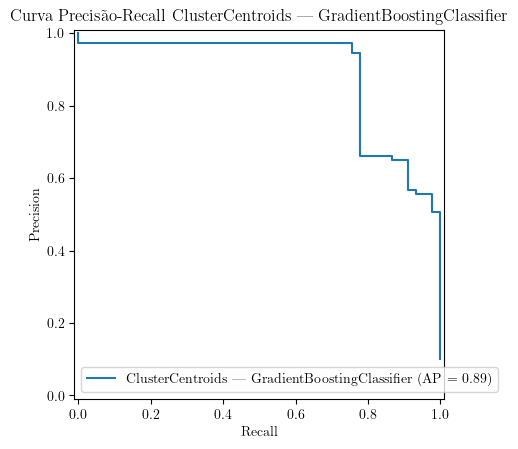 Curva Precisão-Recall ClusterCentroids — GradientBoostingClassifier
1.0
0.8
0.6
0.4
0.2
0.0
Precision
ClusterCentroids — GradientBoostingClassifier (AP = 0.89)
0.0 0.2 0.4 0.6 0.8 1.0
Recall